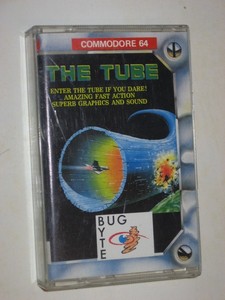 COMMODORE 64
THE TUBE
ENTER THE TUBE IF YOU DARE!
AMAZING FAST ACTION
SUPERB GRAPHICS AND SOUND
BUG
BYTE